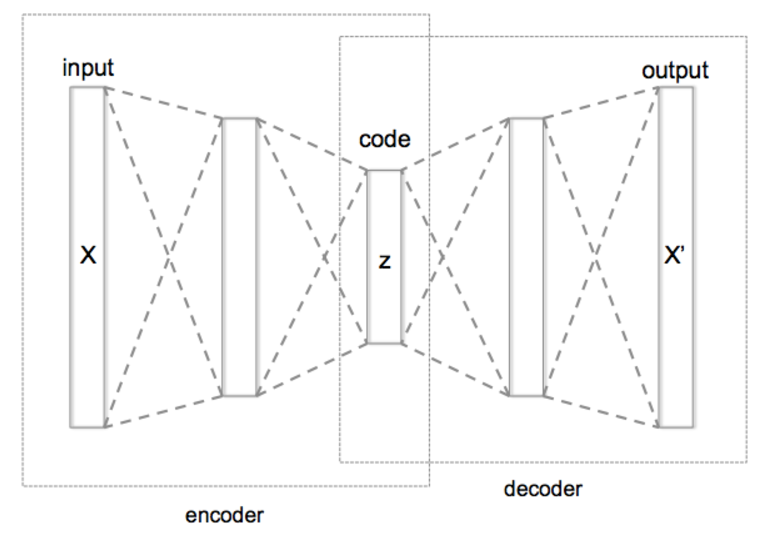 input
output
code
X
z
X’
decoder
encoder